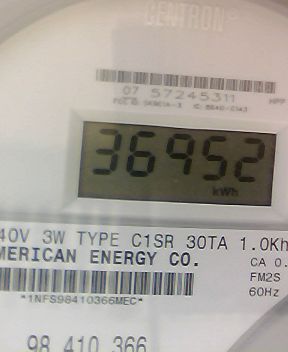 CENTRON®
07 57245311
36952
kWh
40V 3W TYPE C1SR 30TA 1.0Kh
MERICAN ENERGY CO.
CA 0.
FM2S
60Hz
*1NFS98410366MEC*
98 410 366